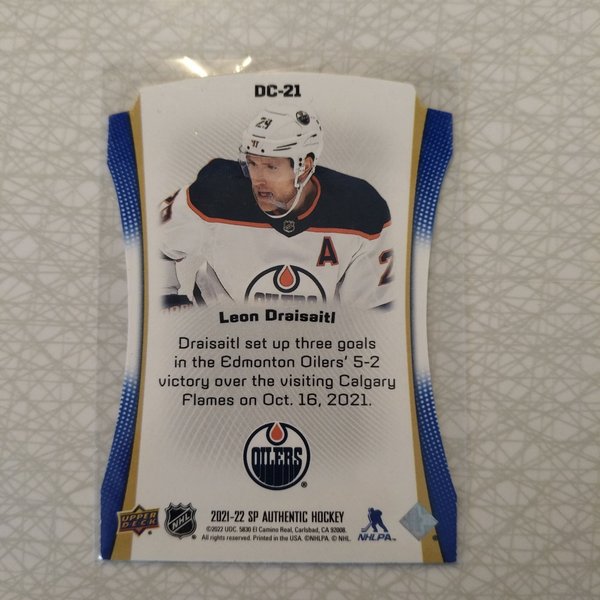 DC-21
29
A
2
OILERS
Leon Draisaitl
Draisaitl set up three goals
in the Edmonton Oilers' 5-2
victory over the visiting Calgary
Flames on Oct. 16, 2021.
OILERS
®
UPPER DECK
NHL
2021-22 SP AUTHENTIC HOCKEY
©2022 UDC. 5830 El Camino Real, Carlsbad, CA 92008.
All rights reserved. Printed in the USA. ©NHLPA. © NHL.
NHLPA